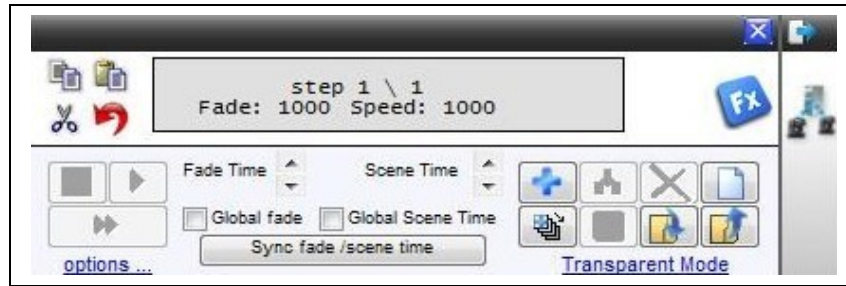 step 1 \ 1
Fade: 1000 Speed: 1000
Fx
Fade Time Scene Time
Global fade Global Scene Time
Sync fade /scene time
options ... Transparent Mode